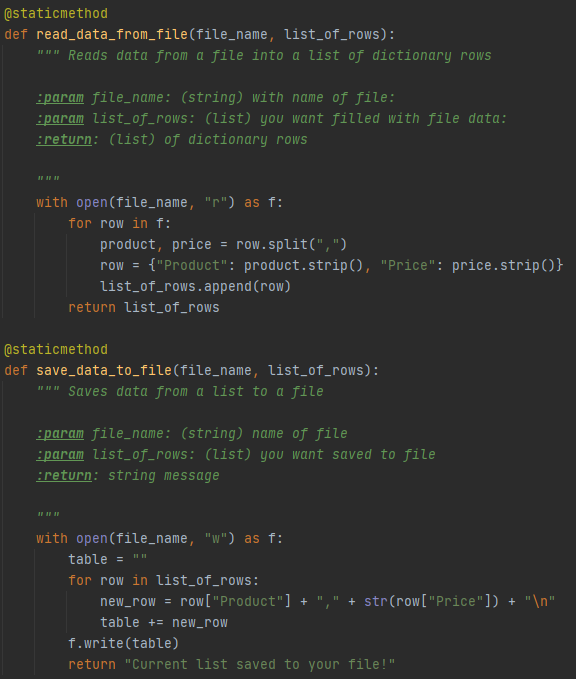 @staticmethod
def read_data_from_file(file_name, list_of_rows):
    """ Reads data from a file into a list of dictionary rows

    :param file_name: (string) with name of file:
    :param list_of_rows: (list) you want filled with file data:
    :return: (list) of dictionary rows

    """
    with open(file_name, "r") as f:
        for row in f:
            product, price = row.split(",")
            row = {"Product": product.strip(), "Price": price.strip()}
            list_of_rows.append(row)
        return list_of_rows

@staticmethod
def save_data_to_file(file_name, list_of_rows):
    """ Saves data from a list to a file

    :param file_name: (string) name of file
    :param list_of_rows: (list) you want saved to file
    :return: string message

    """
    with open(file_name, "w") as f:
        table = ""
        for row in list_of_rows:
            new_row = row["Product"] + "," + str(row["Price"]) + "\n"
            table += new_row
        f.write(table)
        return "Current list saved to your file!"